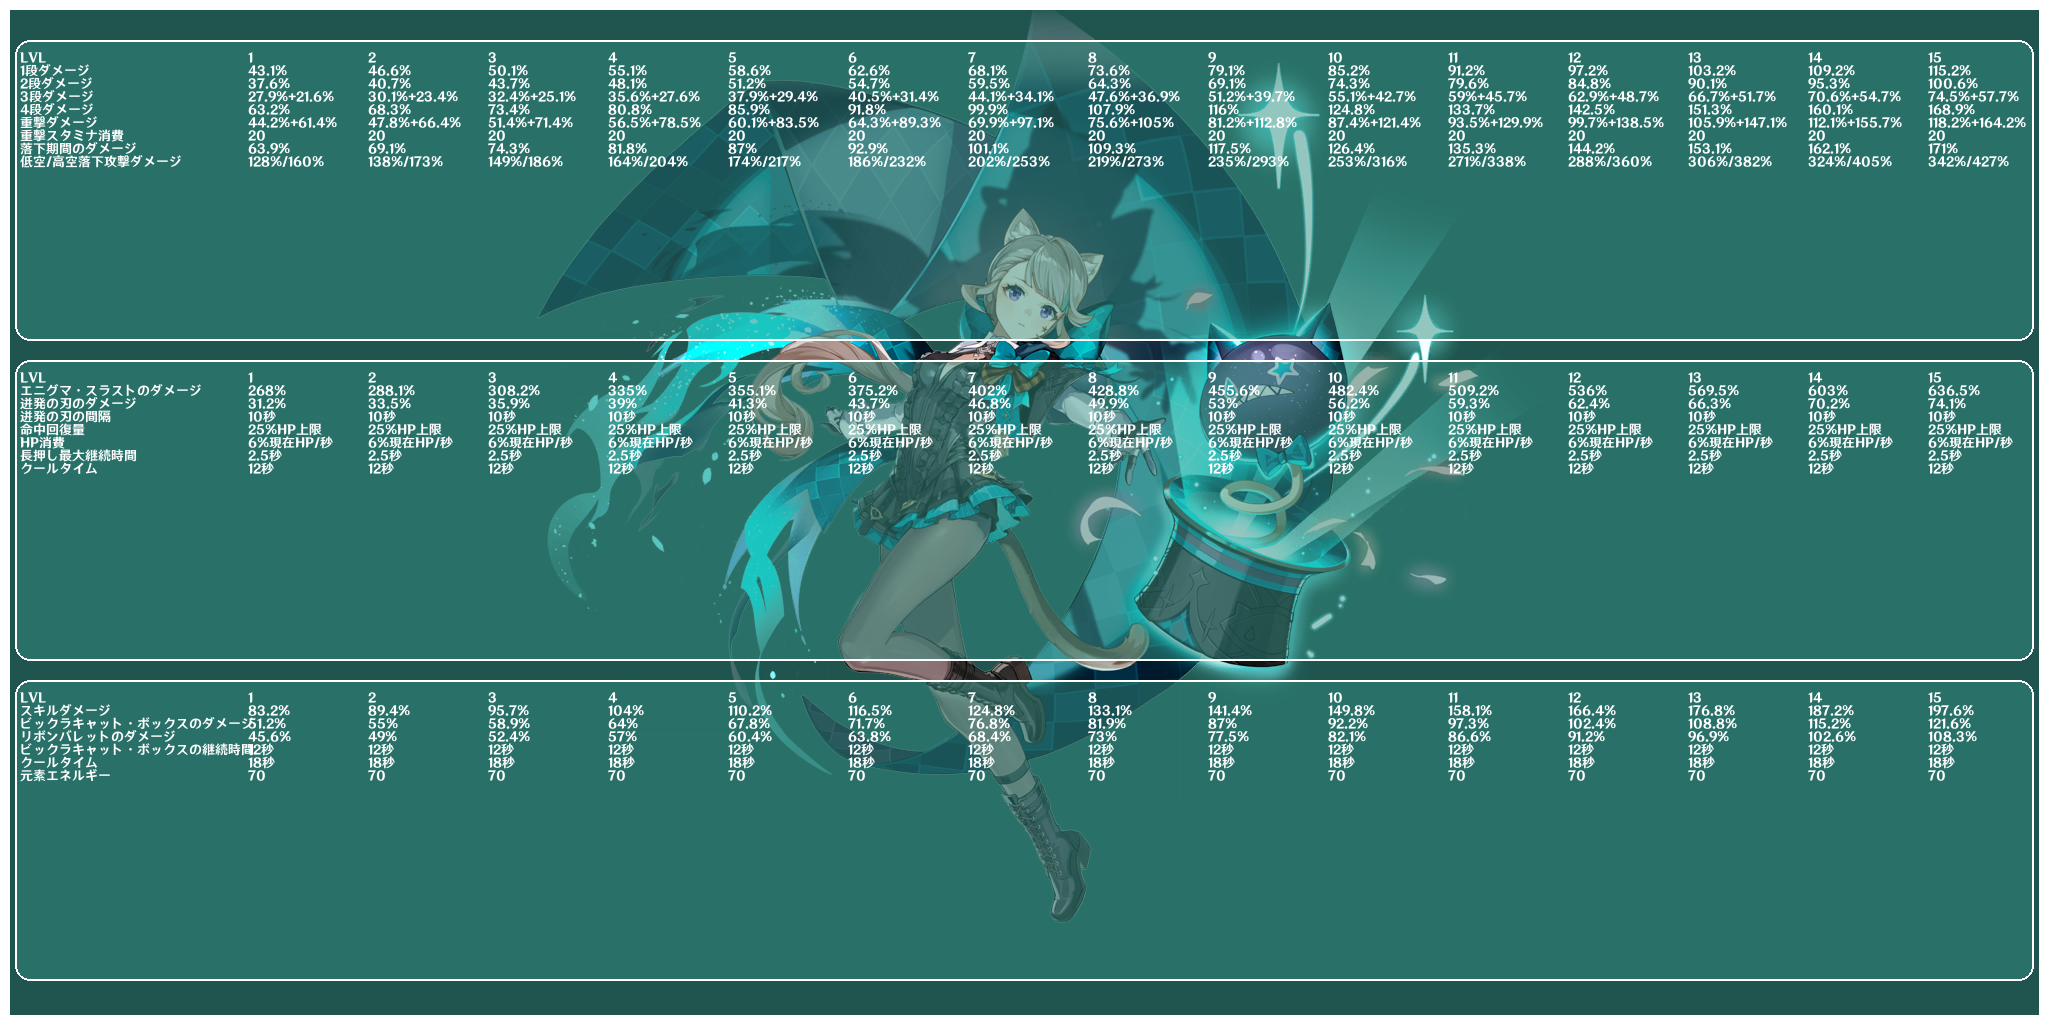 LVL 1 2 3 4 5 6 7 8 9 10 11 12 13 14 15
1段ダメージ 43.1% 46.6% 50.1% 55.1% 58.6% 62.6% 68.1% 73.6% 79.1% 85.2% 91.2% 97.2% 103.2% 109.2% 115.2%
2段ダメージ 37.6% 40.7% 43.7% 48.1% 51.2% 54.7% 59.5% 64.3% 69.1% 74.3% 79.6% 84.8% 90.1% 95.3% 100.6%
3段ダメージ 27.9%+21.6% 30.1%+23.4% 32.4%+25.1% 35.6%+27.6% 37.9%+29.4% 40.5%+31.4% 44.1%+34.1% 47.6%+36.9% 51.2%+39.7% 55.1%+42.7% 59%+45.7% 62.9%+48.7% 66.7%+51.7% 70.6%+54.7% 74.5%+57.7%
4段ダメージ 63.2% 68.3% 73.4% 80.8% 85.9% 91.8% 99.9% 107.9% 116% 124.8% 133.7% 142.5% 151.3% 160.1% 168.9%
重撃ダメージ 44.2%+61.4% 47.8%+66.4% 51.4%+71.4% 56.5%+78.5% 60.1%+83.5% 64.3%+89.3% 69.9%+97.1% 75.6%+105% 81.2%+112.8% 87.4%+121.4% 93.5%+129.9% 99.7%+138.5% 105.9%+147.1% 112.1%+155.7% 118.2%+164.2%
重撃スタミナ消費 20 20 20 20 20 20 20 20 20 20 20 20 20 20 20
落下期間のダメージ 63.9% 69.1% 74.3% 81.8% 87% 92.9% 101.1% 109.3% 117.5% 126.4% 135.3% 144.2% 153.1% 162.1% 171%
低空/高空落下攻撃ダメージ 128%/160% 138%/173% 149%/186% 164%/204% 174%/217% 186%/232% 202%/253% 219%/273% 235%/293% 253%/316% 271%/338% 288%/360% 306%/382% 324%/405% 342%/427%
LVL 1 2 3 4 5 6 7 8 9 10 11 12 13 14 15
エニグマ・スラストのダメージ 268% 288.1% 308.2% 335% 355.1% 375.2% 402% 428.8% 455.6% 482.4% 509.2% 536% 569.5% 603% 636.5%
迸発の刃のダメージ 31.2% 33.5% 35.9% 39% 41.3% 43.7% 46.8% 49.9% 53% 56.2% 59.3% 62.4% 66.3% 70.2% 74.1%
迸発の刃の間隔 10秒 10秒 10秒 10秒 10秒 10秒 10秒 10秒 10秒 10秒 10秒 10秒 10秒 10秒 10秒
命中回復量 25%HP上限 25%HP上限 25%HP上限 25%HP上限 25%HP上限 25%HP上限 25%HP上限 25%HP上限 25%HP上限 25%HP上限 25%HP上限 25%HP上限 25%HP上限 25%HP上限 25%HP上限
HP消費 6%現在HP/秒 6%現在HP/秒 6%現在HP/秒 6%現在HP/秒 6%現在HP/秒 6%現在HP/秒 6%現在HP/秒 6%現在HP/秒 6%現在HP/秒 6%現在HP/秒 6%現在HP/秒 6%現在HP/秒 6%現在HP/秒 6%現在HP/秒 6%現在HP/秒
長押し最大継続時間 2.5秒 2.5秒 2.5秒 2.5秒 2.5秒 2.5秒 2.5秒 2.5秒 2.5秒 2.5秒 2.5秒 2.5秒 2.5秒 2.5秒 2.5秒
クールタイム 12秒 12秒 12秒 12秒 12秒 12秒 12秒 12秒 12秒 12秒 12秒 12秒 12秒 12秒 12秒
LVL 1 2 3 4 5 6 7 8 9 10 11 12 13 14 15
スキルダメージ 83.2% 89.4% 95.7% 104% 110.2% 116.5% 124.8% 133.1% 141.4% 149.8% 158.1% 166.4% 176.8% 187.2% 197.6%
ビックラキャット・ボックスのダメージ 51.2% 55% 58.9% 64% 67.8% 71.7% 76.8% 81.9% 87% 92.2% 97.3% 102.4% 108.8% 115.2% 121.6%
リボンバレットのダメージ 45.6% 49% 52.4% 57% 60.4% 63.8% 68.4% 73% 77.5% 82.1% 86.6% 91.2% 96.9% 102.6% 108.3%
ビックラキャット・ボックスの継続時間 12秒 12秒 12秒 12秒 12秒 12秒 12秒 12秒 12秒 12秒 12秒 12秒 12秒 12秒 12秒
クールタイム 18秒 18秒 18秒 18秒 18秒 18秒 18秒 18秒 18秒 18秒 18秒 18秒 18秒 18秒 18秒
元素エネルギー 70 70 70 70 70 70 70 70 70 70 70 70 70 70 70